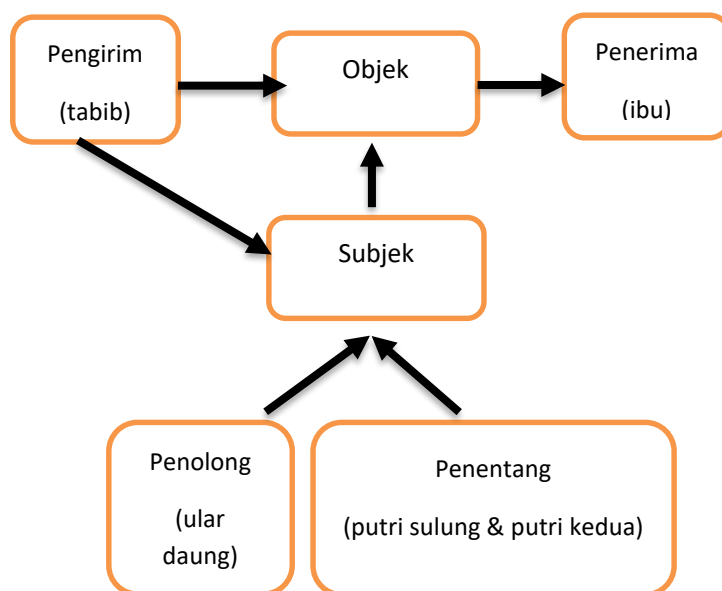 Pengirim
(tabib)
Objek
Penerima
(ibu)
Subjek
Penolong
(ular
daung)
Penentang
(putri sulung & putri kedua)